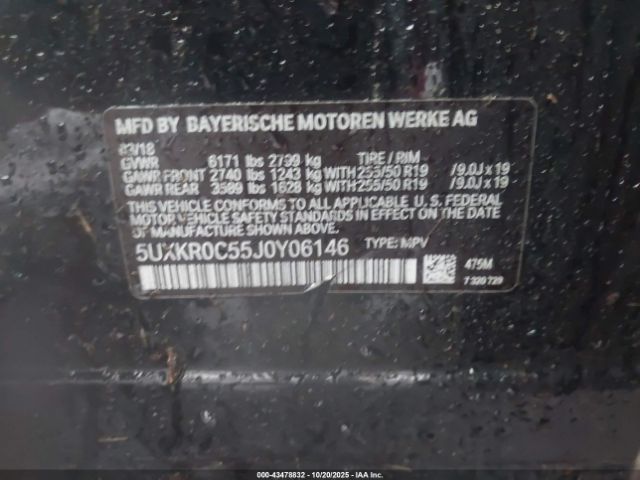 MFD BY BAYERISCHE MOTOREN WERKE AG
03/18
GVWR 6171 lbs 2799 kg TIRE / RIM
GAWR FRONT 2740 lbs 1243 kg WITH 255/50 R19 /9.0J x 19
GAWR REAR 3589 lbs 1628 kg WITH 255/50 R19 /9.0J x 19
THIS VEHICLE CONFORMS TO ALL APPLICABLE U. S. FEDERAL
MOTOR VEHICLE SAFETY STANDARDS IN EFFECT ON THE DATE
OF MANUFACTURE SHOWN ABOVE.
5UXKR0C55J0Y06146 TYPE: MPV
475M
7 320 729
000-43478832 - 10/20/2025 - IAA Inc.